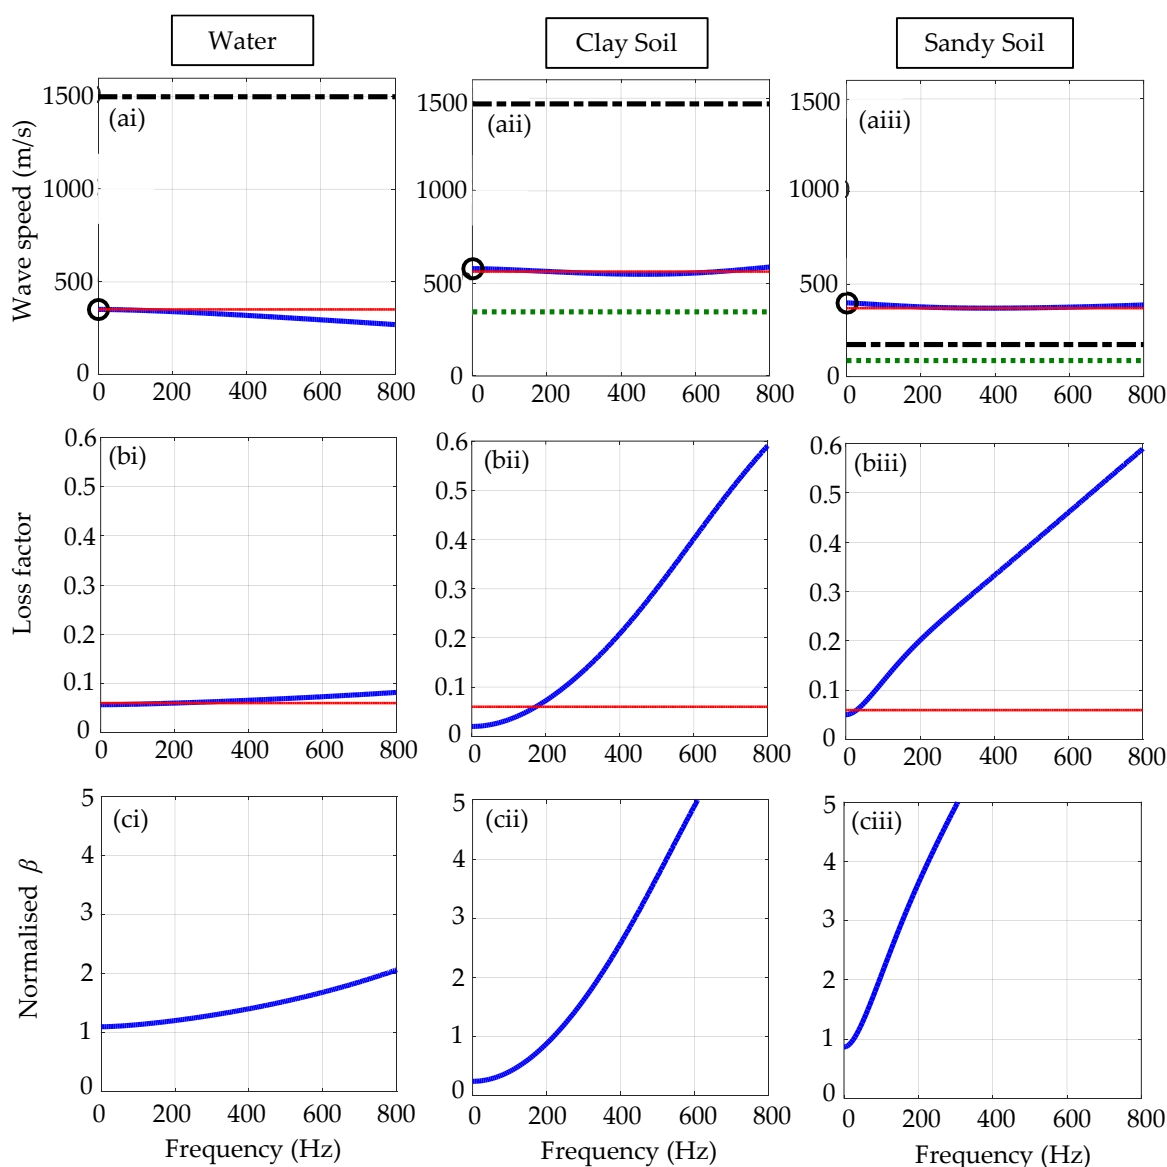 Water
Clay Soil
Sandy Soil
Wave speed (m/s)
1500
1000
500
0
(ai)
0 200 400 600 800
1500
1000
500
0
(aii)
0 200 400 600 800
1500
1000
500
0
(aiii)
0 200 400 600 800
Loss factor
0.6
0.5
0.4
0.3
0.2
0.1
0
(bi)
0 200 400 600 800
0.6
0.5
0.4
0.3
0.2
0.1
0
(bii)
0 200 400 600 800
0.6
0.5
0.4
0.3
0.2
0.1
0
(biii)
0 200 400 600 800
Normalised β
5
4
3
2
1
0
(ci)
0 200 400 600 800
Frequency (Hz)
5
4
3
2
1
0
(cii)
0 200 400 600 800
Frequency (Hz)
5
4
3
2
1
0
(ciii)
0 200 400 600 800
Frequency (Hz)